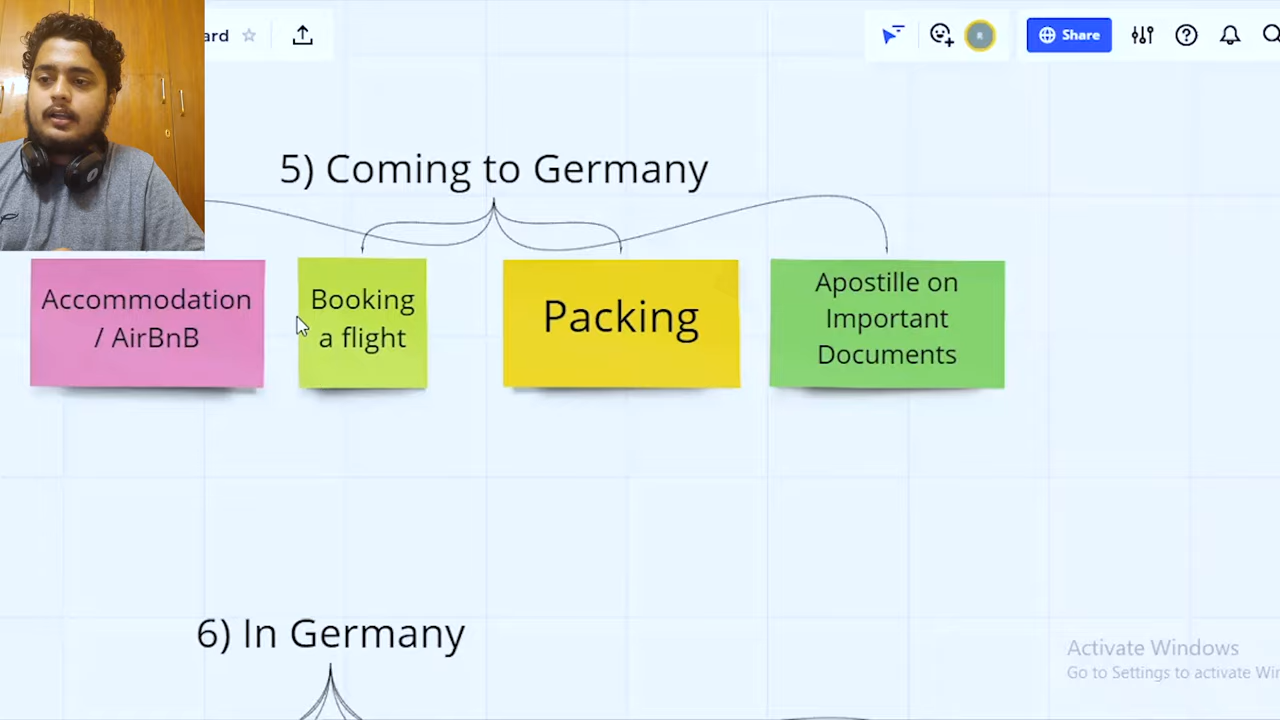 ard
Share
5) Coming to Germany
Accommodation
/ AirBnB
Booking
a flight
Packing
Apostille on
Important
Documents
6) In Germany
Activate Windows
Go to Settings to activate Win